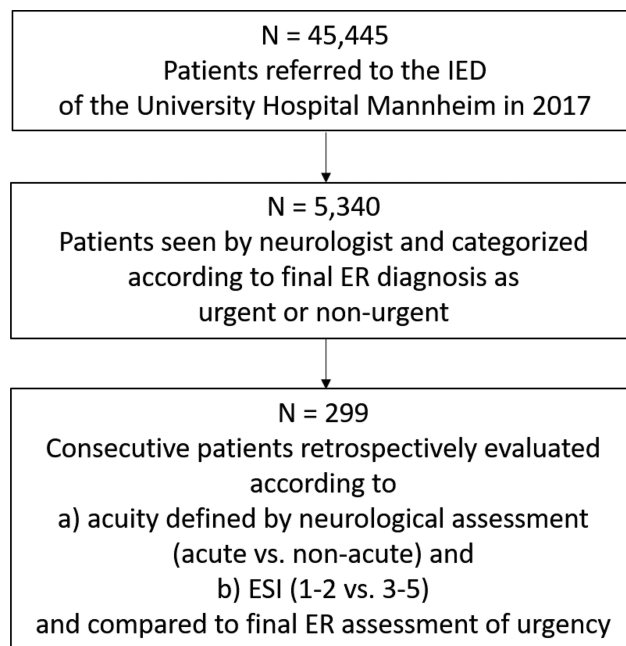 N = 45,445
Patients referred to the IED
of the University Hospital Mannheim in 2017
N = 5,340
Patients seen by neurologist and categorized
according to final ER diagnosis as
urgent or non-urgent
N = 299
Consecutive patients retrospectively evaluated
according to
a) acuity defined by neurological assessment
(acute vs. non-acute) and
b) ESI (1-2 vs. 3-5)
and compared to final ER assessment of urgency